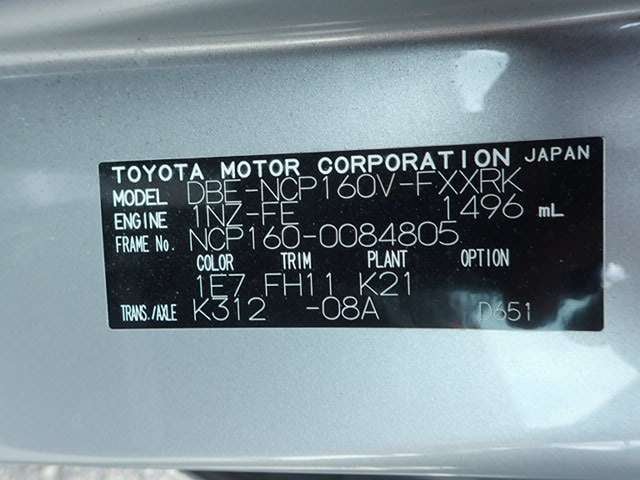 TOYOTA MOTOR CORPORATION JAPAN
MODEL DBE-NCP160V-FXXRK
ENGINE 1NZ-FE 1496 mL
FRAME No. NCP160-0084805
COLOR TRIM PLANT OPTION
1E7 FH11 K21
TRANS./AXLE K312 -08A D651